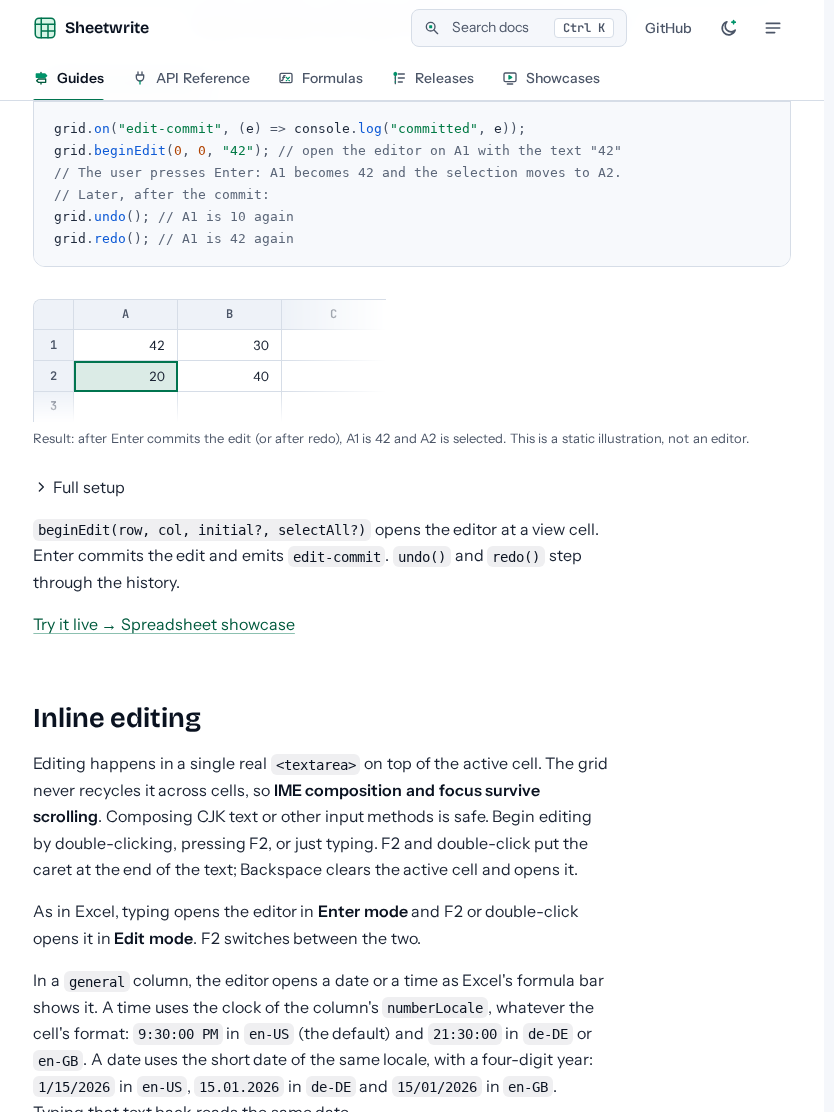 Sheetwrite
Search docs
Ctrl K
GitHub
Guides
API Reference
Formulas
Releases
Showcases
grid.on("edit-commit", (e) => console.log("committed", e));
grid.beginEdit(0, 0, "42"); // open the editor on A1 with the text "42"
// The user presses Enter: A1 becomes 42 and the selection moves to A2.
// Later, after the commit:
grid.undo(); // A1 is 10 again
grid.redo(); // A1 is 42 again
A B C
1 42 30
2 20 40
3
Result: after Enter commits the edit (or after redo), A1 is 42 and A2 is selected. This is a static illustration, not an editor.
Full setup
beginEdit(row, col, initial?, selectAll?) opens the editor at a view cell.
Enter commits the edit and emits edit-commit. undo() and redo() step
through the history.
Try it live → Spreadsheet showcase
Inline editing
Editing happens in a single real <textarea> on top of the active cell. The grid
never recycles it across cells, so IME composition and focus survive
scrolling. Composing CJK text or other input methods is safe. Begin editing
by double-clicking, pressing F2, or just typing. F2 and double-click put the
caret at the end of the text; Backspace clears the active cell and opens it.
As in Excel, typing opens the editor in Enter mode and F2 or double-click
opens it in Edit mode. F2 switches between the two.
In a general column, the editor opens a date or a time as Excel's formula bar
shows it. A time uses the clock of the column's numberLocale, whatever the
cell's format: 9:30:00 PM in en-US (the default) and 21:30:00 in de-DE or
en-GB. A date uses the short date of the same locale, with a four-digit year:
1/15/2026 in en-US, 15.01.2026 in de-DE and 15/01/2026 in en-GB.
Typing that text back reads the same date.